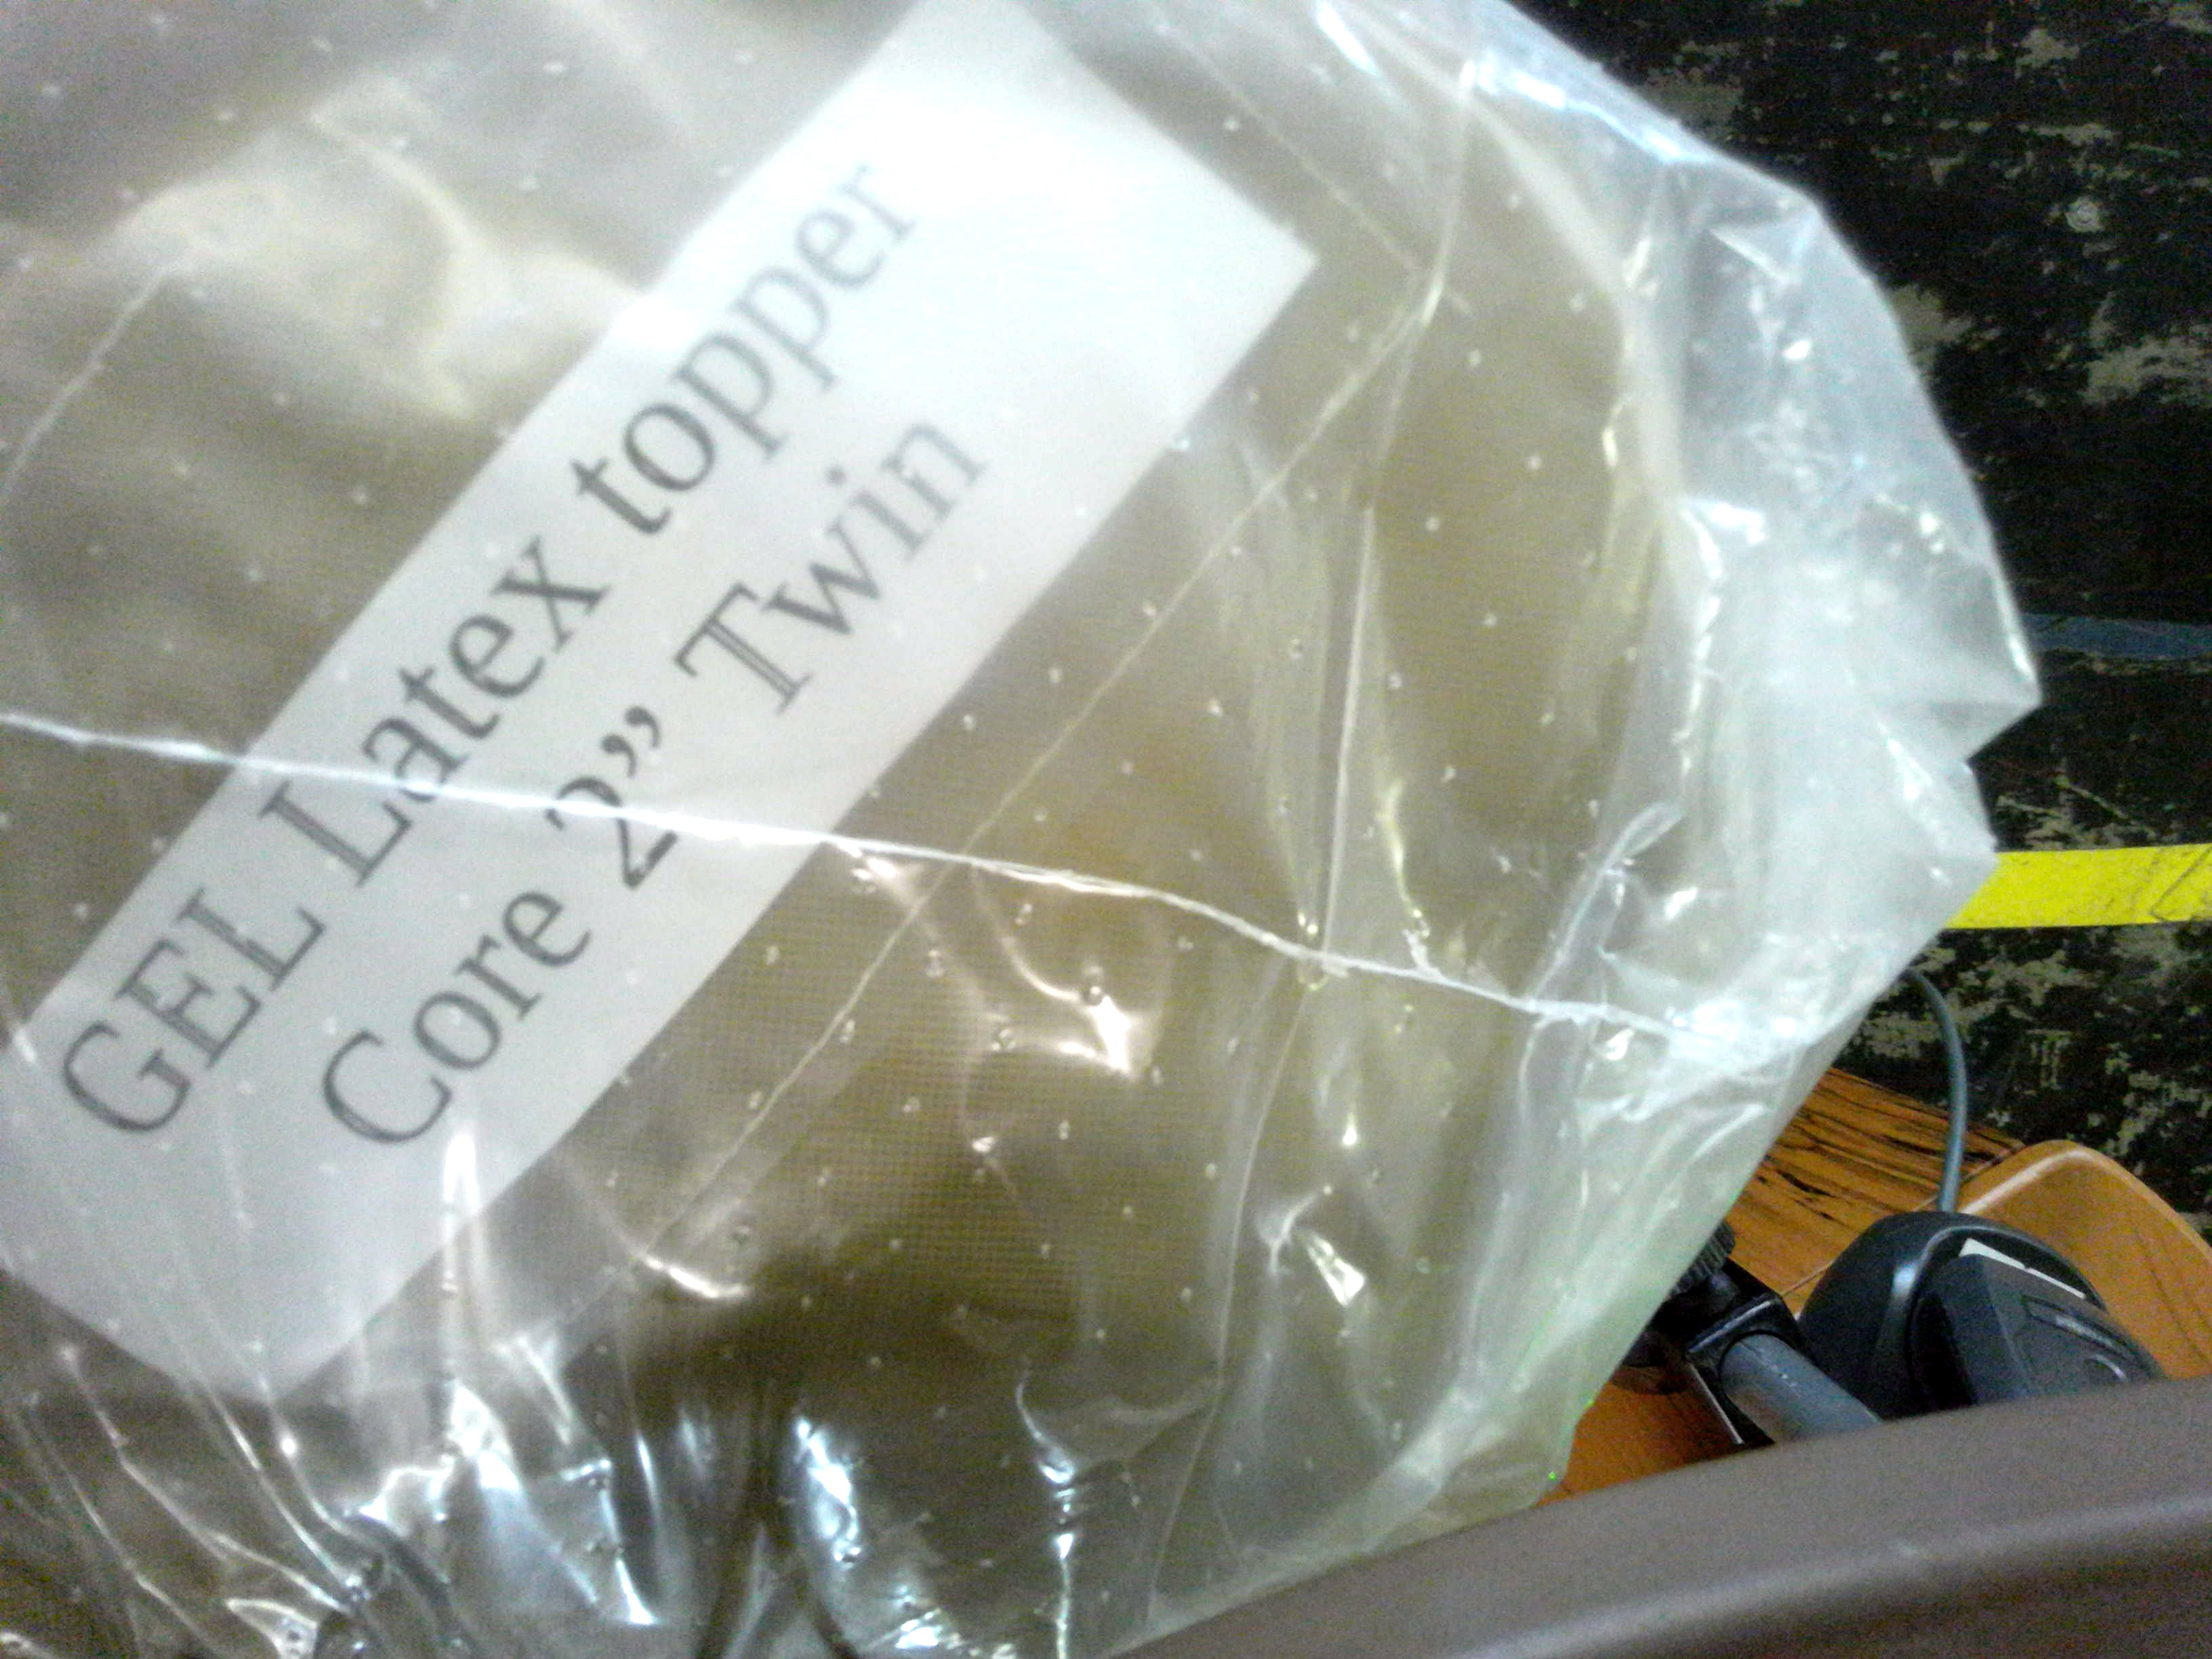 GEL Latex topper
Core 2” Twin